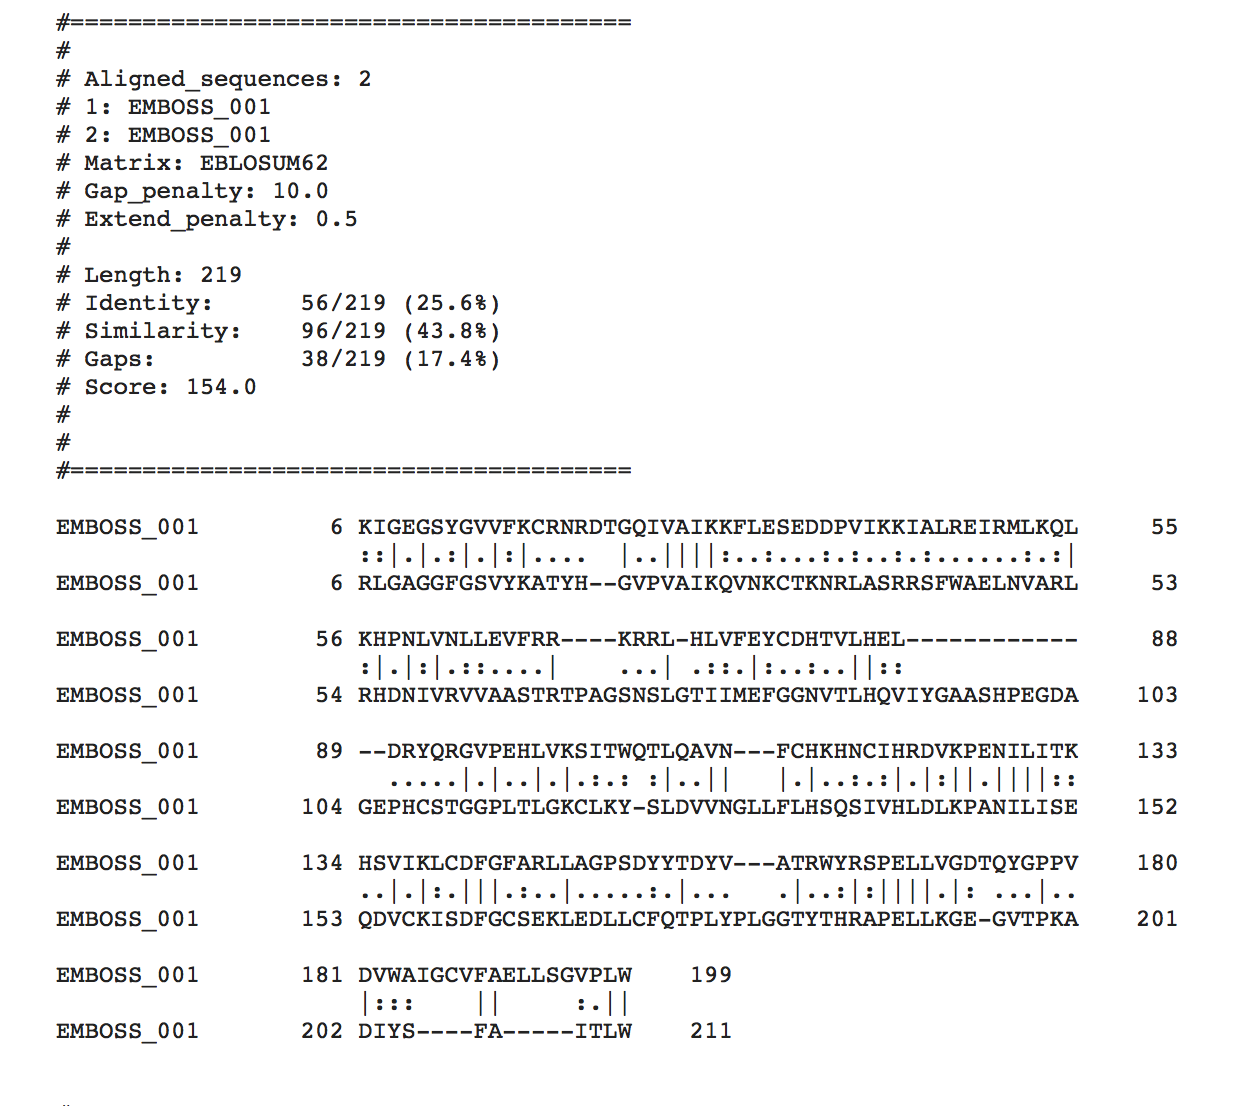 #=======================================
#
# Aligned_sequences: 2
# 1: EMBOSS_001
# 2: EMBOSS_001
# Matrix: EBLOSUM62
# Gap_penalty: 10.0
# Extend_penalty: 0.5
#
# Length: 219
# Identity:      56/219 (25.6%)
# Similarity:    96/219 (43.8%)
# Gaps:          38/219 (17.4%)
# Score: 154.0
#
#
#=======================================
EMBOSS_001         6 KIGEGSYGVVFKCRNRDTGQIVAIKKFLESEDDPVIKKIALREIRMLKQL     55
                     ::|.|.:|.|:|....  |..||||:..:...:.:..:.:......:.:|
EMBOSS_001         6 RLGAGGFGSVYKATYH--GVPVAIKQVNKCTKNRLASRRSFWAELNVARL     53
EMBOSS_001        56 KHPNLVNLLEVFRR----KRRL-HLVFEYCDHTVLHEL------------     88
                     :|.|:|.::....|    ...| .::.|:..:..||::
EMBOSS_001        54 RHDNIVRVVAASTRTPAGSNSLGTIIMEFGGNVTLHQVIYGAASHPEGDA    103
EMBOSS_001        89 --DRYQRGVPEHLVKSITWQTLQAVN---FCHKHNCIHRDVKPENILITK    133
                       .....|.|..|.|.:.: :|..||   |.|..:.:|.|:||.||||::
EMBOSS_001       104 GEPHCSTGGPLTLGKCLKY-SLDVVNGLLFLHSQSIVHLDLKPANILISE    152
EMBOSS_001       134 HSVIKLCDFGFARLLAGPSDYYTDYV---ATRWYRSPELLVGDTQYGPPV    180
                     ..|.|:.|||.:..|.....:.|...   .|..:|:||||.|: ...|..
EMBOSS_001       153 QDVCKISDFGCSEKLEDLLCFQTPLYPLGGTYTHRAPELLKGE-GVTPKA    201
EMBOSS_001       181 DVWAIGCVFAELLSGVPLW    199
                     |:::    ||     :.||
EMBOSS_001       202 DIYS----FA-----ITLW    211